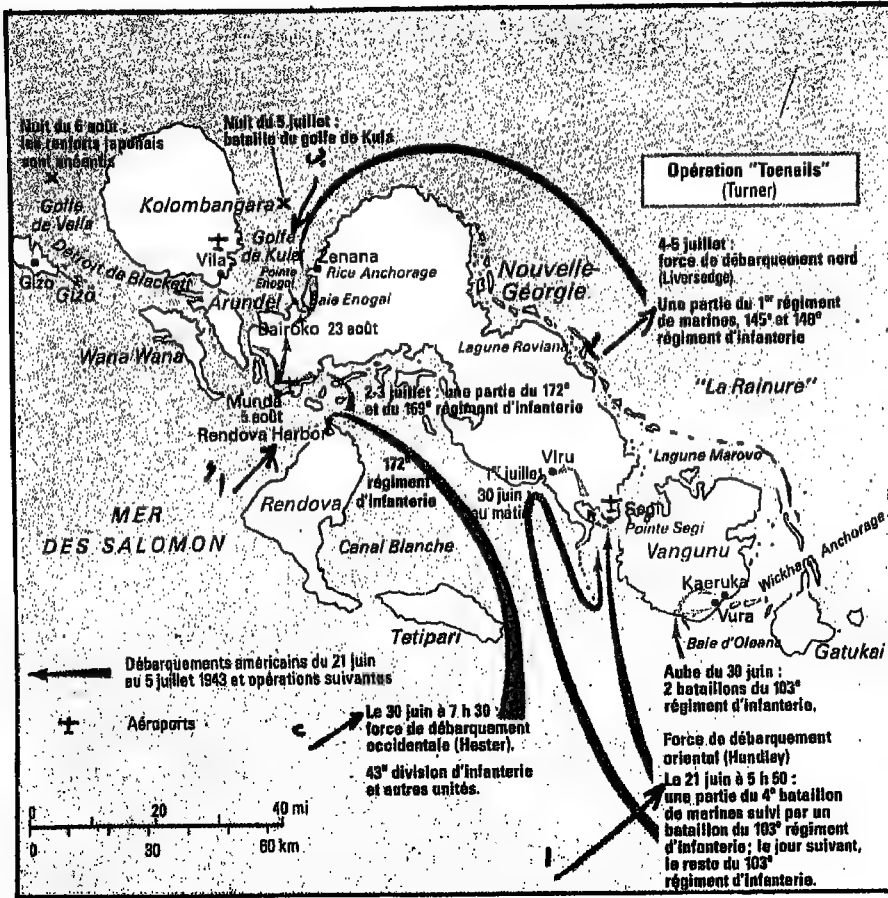 Nuit du 6 août :
les renforts japonais
sont anéantis
Nuit du 5 juillet :
bataille du golfe de Kula
Opération "Toenails"
(Turner)
Golfe
de Vella
Kolombangara
Golfe
de Kula
Vila
Détroit de Blackett
Gizo
Gizo
Arundel
Pointe
Enogai
Zenana
Rice Anchorage
Baie Enogai
Bairoko 23 août
Nouvelle-
Géorgie
4-5 juillet :
force de débarquement nord
(Liversedge)
Une partie du 1er régiment
de marines, 145e et 148e
régiment d'infanterie
Wana Wana
Lagune Roviana
"La Rainure"
Munda
5 août
2-3 juillet : une partie du 172e
et du 169e régiment d'infanterie
Rendova Harbor
172e
régiment
d'infanterie
Rendova
Viru
1er juillet
30 juin
au matin
Lagune Marovo
Segiu
Pointe Segi
Vangunu
MER
DES SALOMON
Canal Blanche
Kaeruka
Wickham Anchorage
Vura
Tetipari
Baie d'Oleana
Gatukai
Débarquements américains du 21 juin
au 5 juillet 1943 et opérations suivantes
Aéroports
Le 30 juin à 7 h 30 :
force de débarquement
occidentale (Hester).
43e division d'infanterie
et autres unités.
Aube du 30 juin :
2 bataillons du 103e
régiment d'infanterie.
Force de débarquement
oriental (Hundley)
Le 21 juin à 5 h 50 :
une partie du 4e bataillon
de marines suivi par un
bataillon du 103e régiment
d'infanterie; le jour suivant,
le reste du 103e
régiment d'infanterie.
0 20 40 mi
0 30 60 km